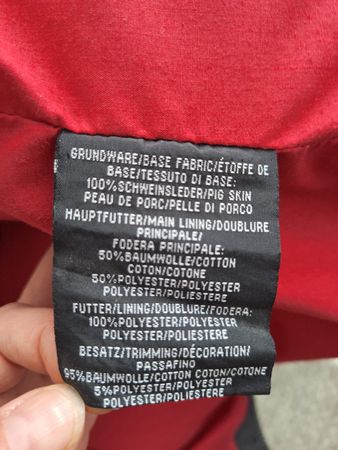 GRUNDWARE/BASE FABRIC/ÉTOFFE DE
BASE/TESSUTO DI BASE:
100%SCHWEINSLEDER/PIG SKIN
PEAU DE PORC/PELLE DI PORCO
HAUPTFUTTER/MAIN LINING/DOUBLURE
PRINCIPALE/
FODERA PRINCIPALE:
50%BAUMWOLLE/COTTON
COTON/COTONE
50%POLYESTER/POLYESTER
POLYESTER/POLIESTERE
FUTTER/LINING/DOUBLURE/FODERA:
100%POLYESTER/POLYESTER
POLYESTER/POLIESTERE
BESATZ/TRIMMING/DÉCORATION/
PASSAFINO
95%BAUMWOLLE/COTTON COTON/COTONE
5%POLYESTER/POLYESTER
POLYESTER/POLIESTERE